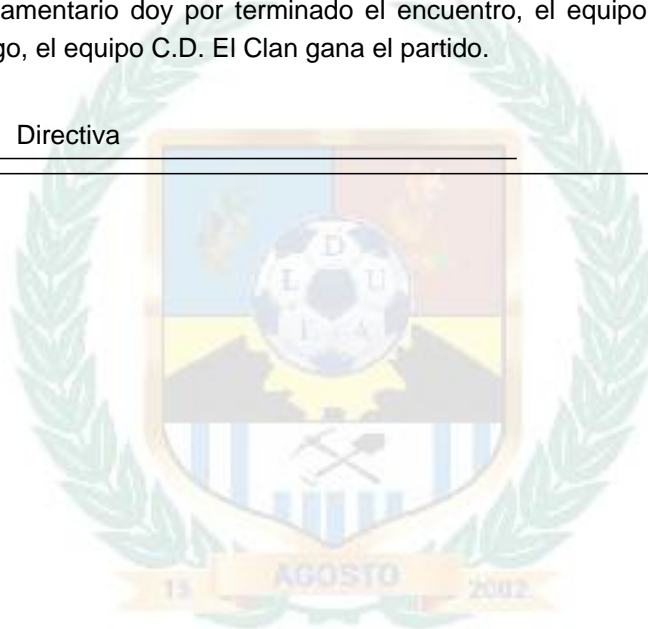 amentario doy por terminado el encuentro, el equipo
go, el equipo C.D. El Clan gana el partido.
Directiva
D
L U
L A
15 AGOSTO 2002